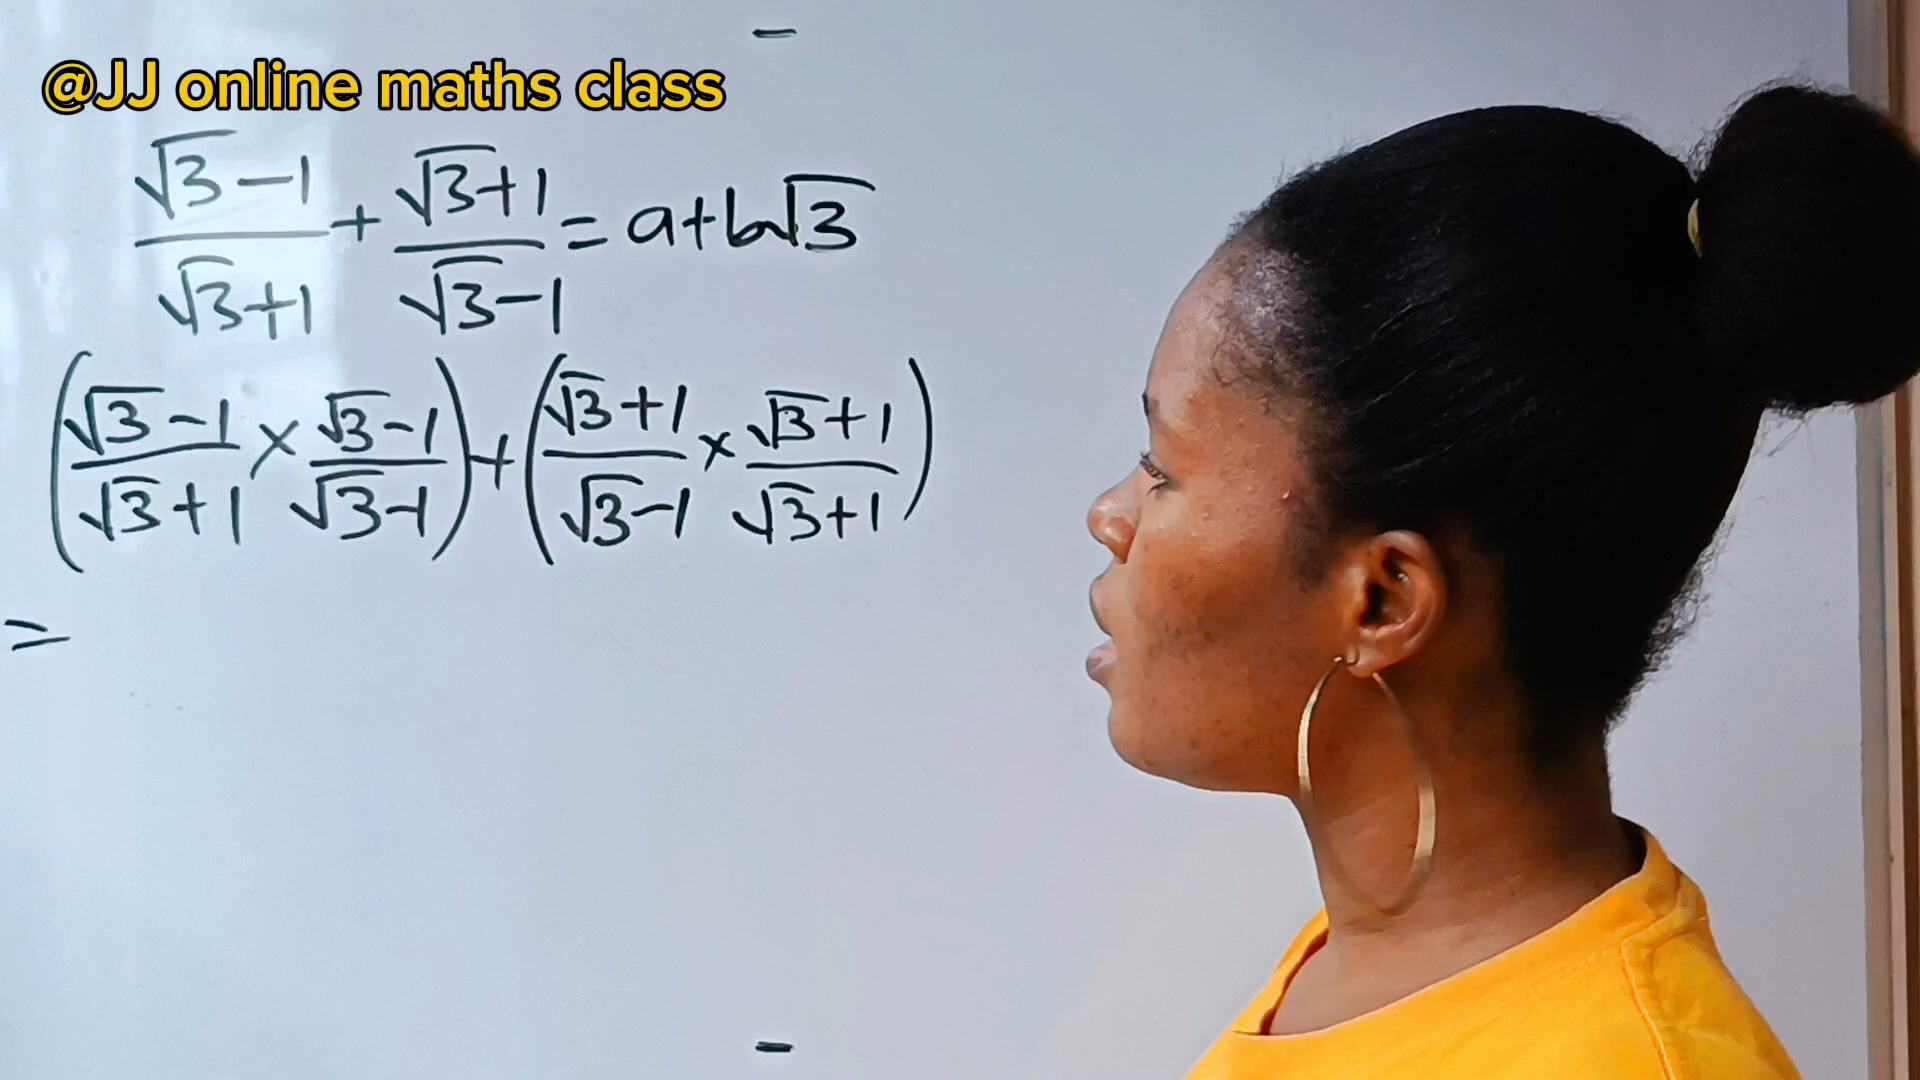 @JJ online maths class
(√3-1)/(√3+1) + (√3+1)/(√3-1) = a+b√3
((√3-1)/(√3+1) × (√3-1)/(√3-1)) + ((√3+1)/(√3-1) × (√3+1)/(√3+1))
=